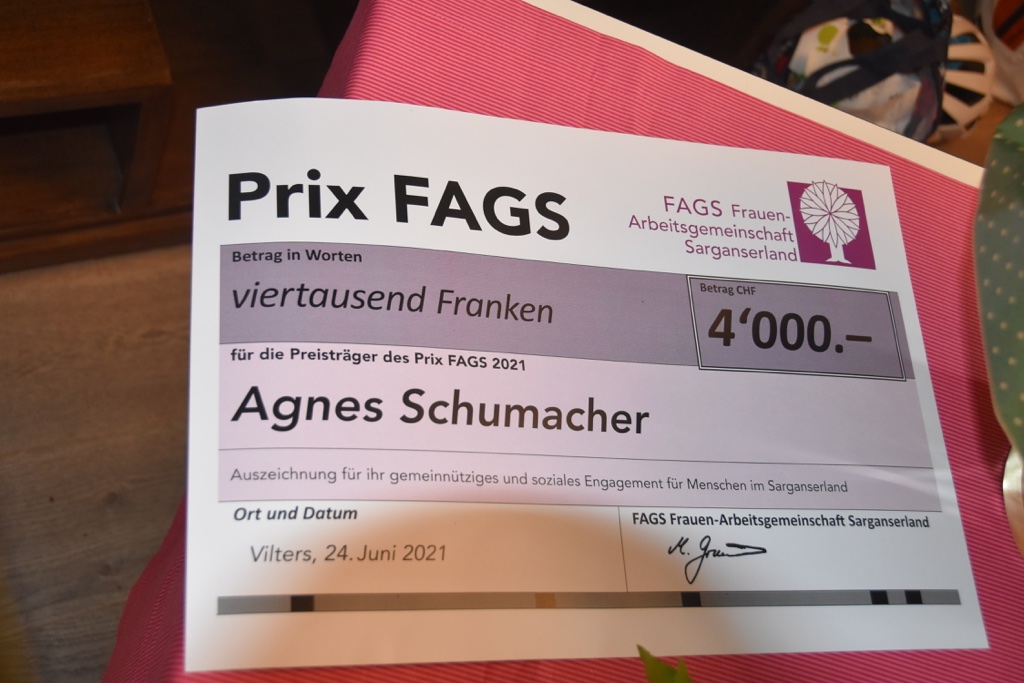 Prix FAGS
FAGS Frauen-
Arbeitsgemeinschaft
Sarganserland
Betrag in Worten
viertausend Franken
Betrag CHF
4‘000.–
für die Preisträger des Prix FAGS 2021
Agnes Schumacher
Auszeichnung für ihr gemeinnütziges und soziales Engagement für Menschen im Sarganserland
Ort und Datum
Vilters, 24. Juni 2021
FAGS Frauen-Arbeitsgemeinschaft Sarganserland